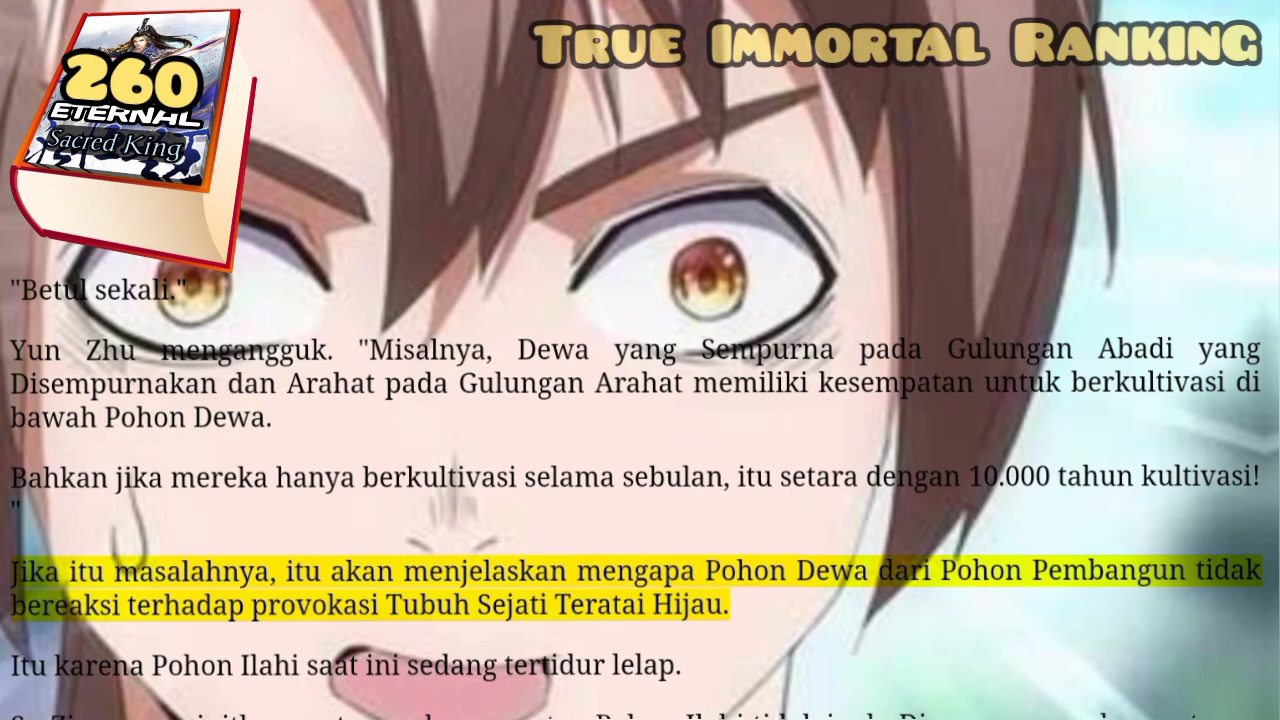 True Immortal Ranking
260
ETERNAL
Sacred King
"Betul sekali."
Yun Zhu mengangguk. "Misalnya, Dewa yang Sempurna pada Gulungan Abadi yang
Disempurnakan dan Arahat pada Gulungan Arahat memiliki kesempatan untuk berkultivasi di
bawah Pohon Dewa.
Bahkan jika mereka hanya berkultivasi selama sebulan, itu setara dengan 10.000 tahun kultivasi!
"
Jika itu masalahnya, itu akan menjelaskan mengapa Pohon Dewa dari Pohon Pembangun tidak
bereaksi terhadap provokasi Tubuh Sejati Teratai Hijau.
Itu karena Pohon Ilahi saat ini sedang tertidur lelap.